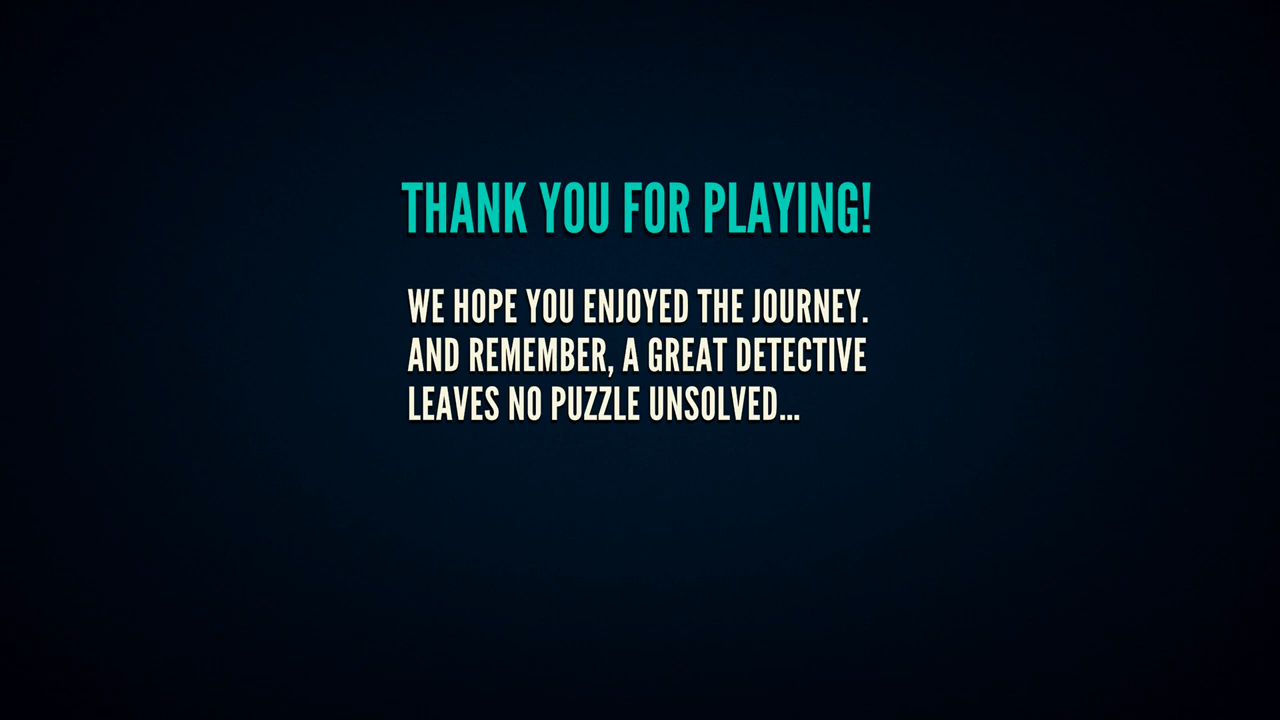 THANK YOU FOR PLAYING!
WE HOPE YOU ENJOYED THE JOURNEY.
AND REMEMBER, A GREAT DETECTIVE
LEAVES NO PUZZLE UNSOLVED...